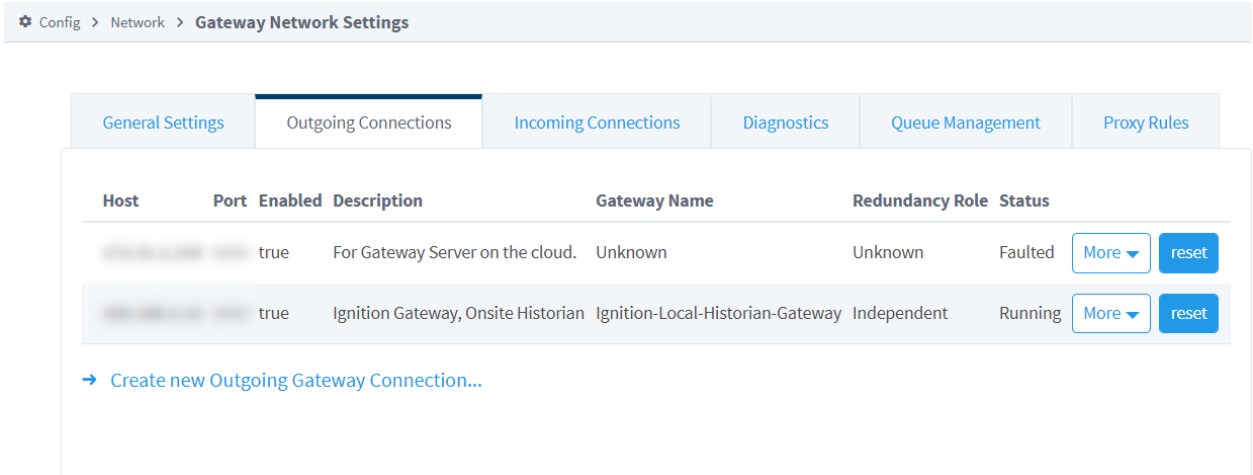 Config > Network > Gateway Network Settings
General Settings Outgoing Connections Incoming Connections Diagnostics Queue Management Proxy Rules
Host Port Enabled Description Gateway Name Redundancy Role Status
true For Gateway Server on the cloud. Unknown Unknown Faulted More reset
true Ignition Gateway, Onsite Historian Ignition-Local-Historian-Gateway Independent Running More reset
→ Create new Outgoing Gateway Connection...